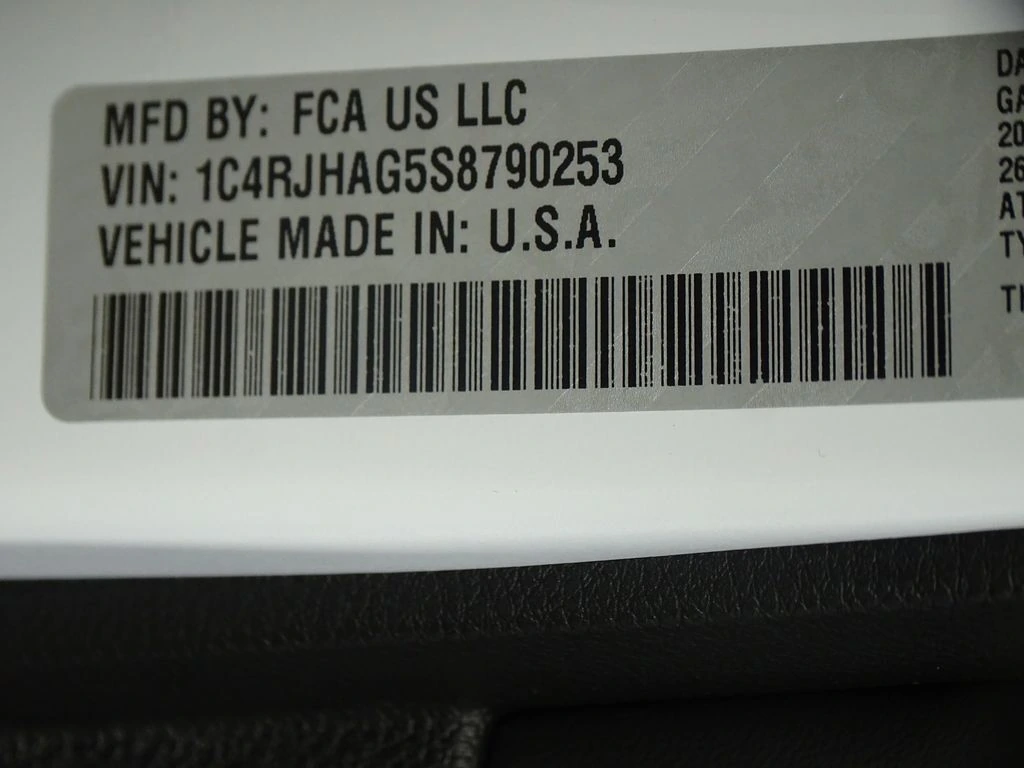 MFD BY: FCA US LLC
VIN: 1C4RJHAG5S8790253
VEHICLE MADE IN: U.S.A.